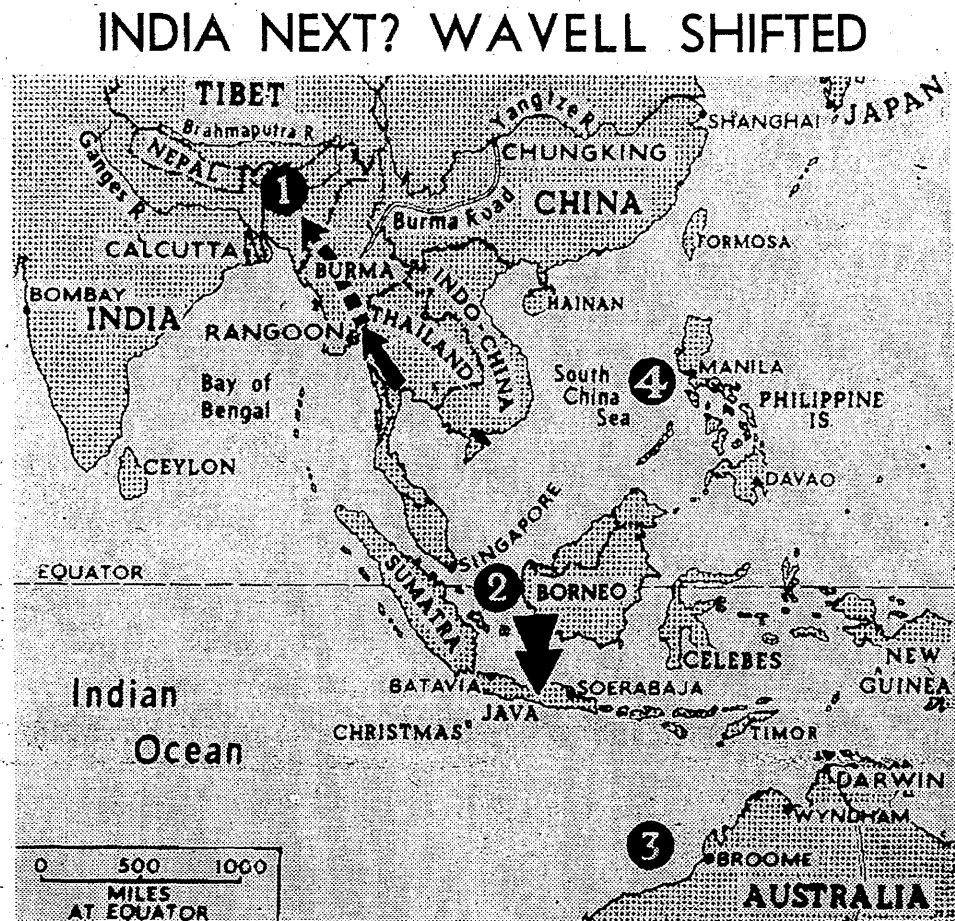 INDIA NEXT? WAVELL SHIFTED
TIBET
Brahmaputra R.
NEPAL
Ganges R.
1
Yangtze R.
SHANGHAI
JAPAN
CHUNGKING
CHINA
Burma Road
CALCUTTA
FORMOSA
BURMA
INDO-CHINA
BOMBAY
INDIA
HAINAN
RANGOON
THAILAND
Bay of
Bengal
South
China
Sea
4
MANILA
PHILIPPINE
IS.
CEYLON
DAVAO
SINGAPORE
EQUATOR
SUMATRA
2
BORNEO
CELEBES
NEW
GUINEA
BATAVIA
SOERABAJA
JAVA
Indian
Ocean
CHRISTMAS
TIMOR
DARWIN
WYNDHAM
3
BROOME
AUSTRALIA
0 500 1000
MILES
AT EQUATOR